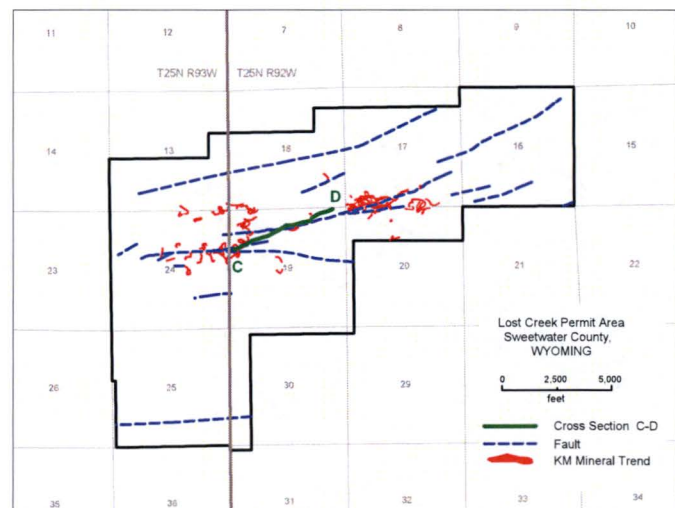 11 12 7 8 9 10
T25N R93W T25N R92W
14 13 18 17 16 15
D
23 24 C 19 20 21 22
Lost Creek Permit Area
Sweetwater County,
WYOMING
0 2,500 5,000
feet
26 25 30 29
Cross Section C-D
Fault
KM Mineral Trend
35 36 31 32 33 34